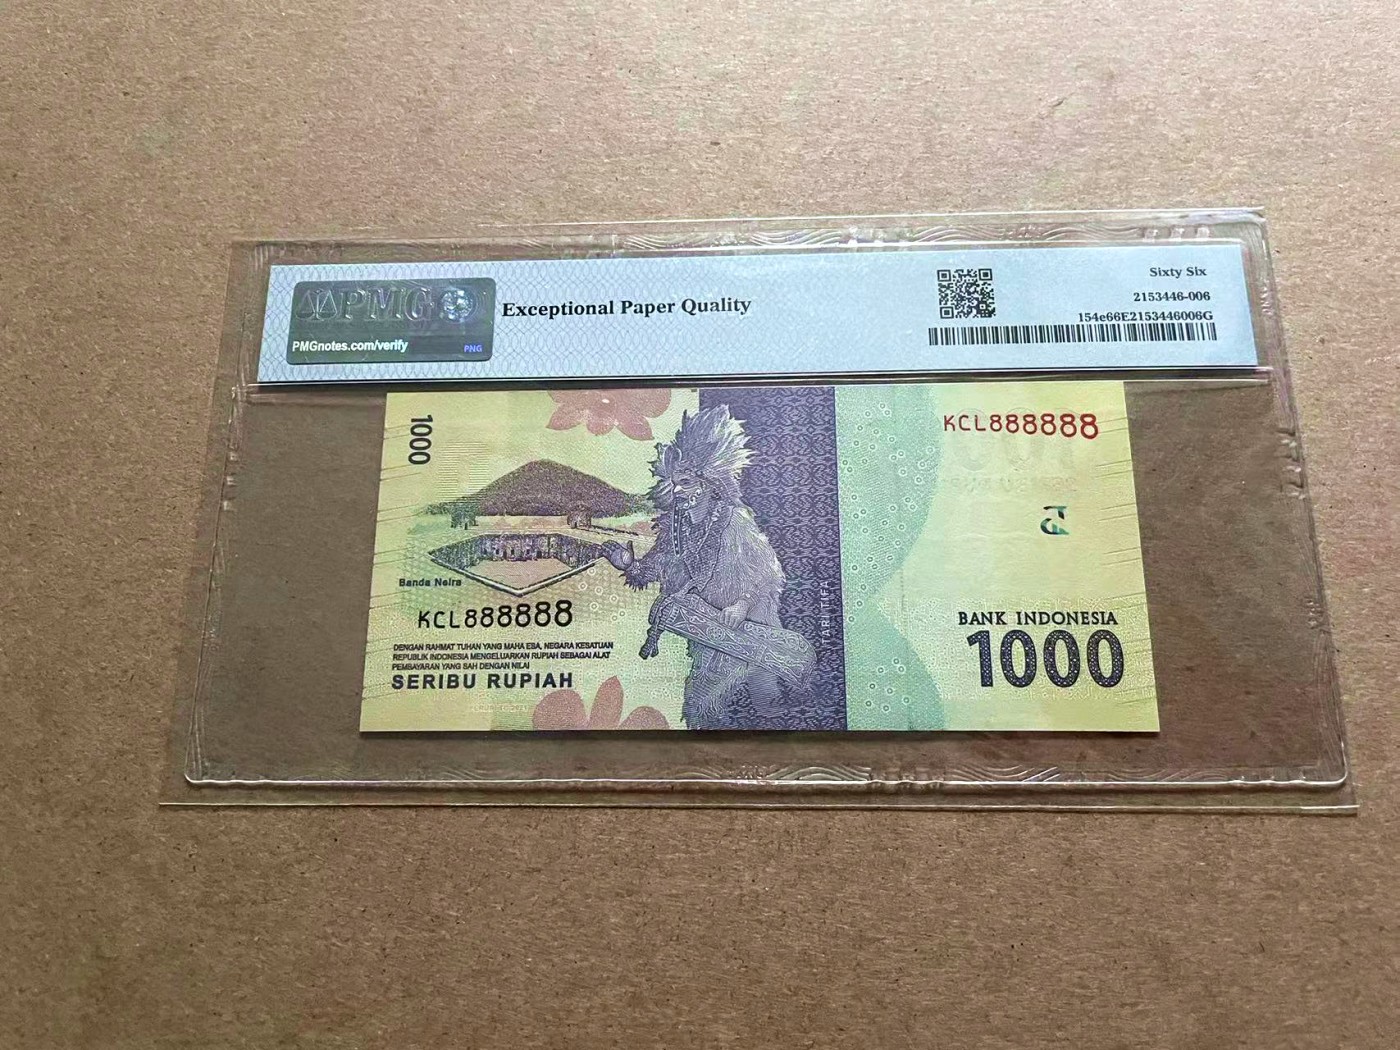 PMG
PMGnotes.com/verify
PNG
Exceptional Paper Quality
Sixty Six
2153446-006
154e66E2153446006G
1000
KCL888888
Banda Neira
KCL888888
DENGAN RAHMAT TUHAN YANG MAHA ESA, NEGARA KESATUAN
REPUBLIK INDONESIA MENGELUARKAN RUPIAH SEBAGAI ALAT
PEMBAYARAN YANG SAH DENGAN NILAI
SERIBU RUPIAH
TARI TIFA
BANK INDONESIA
1000